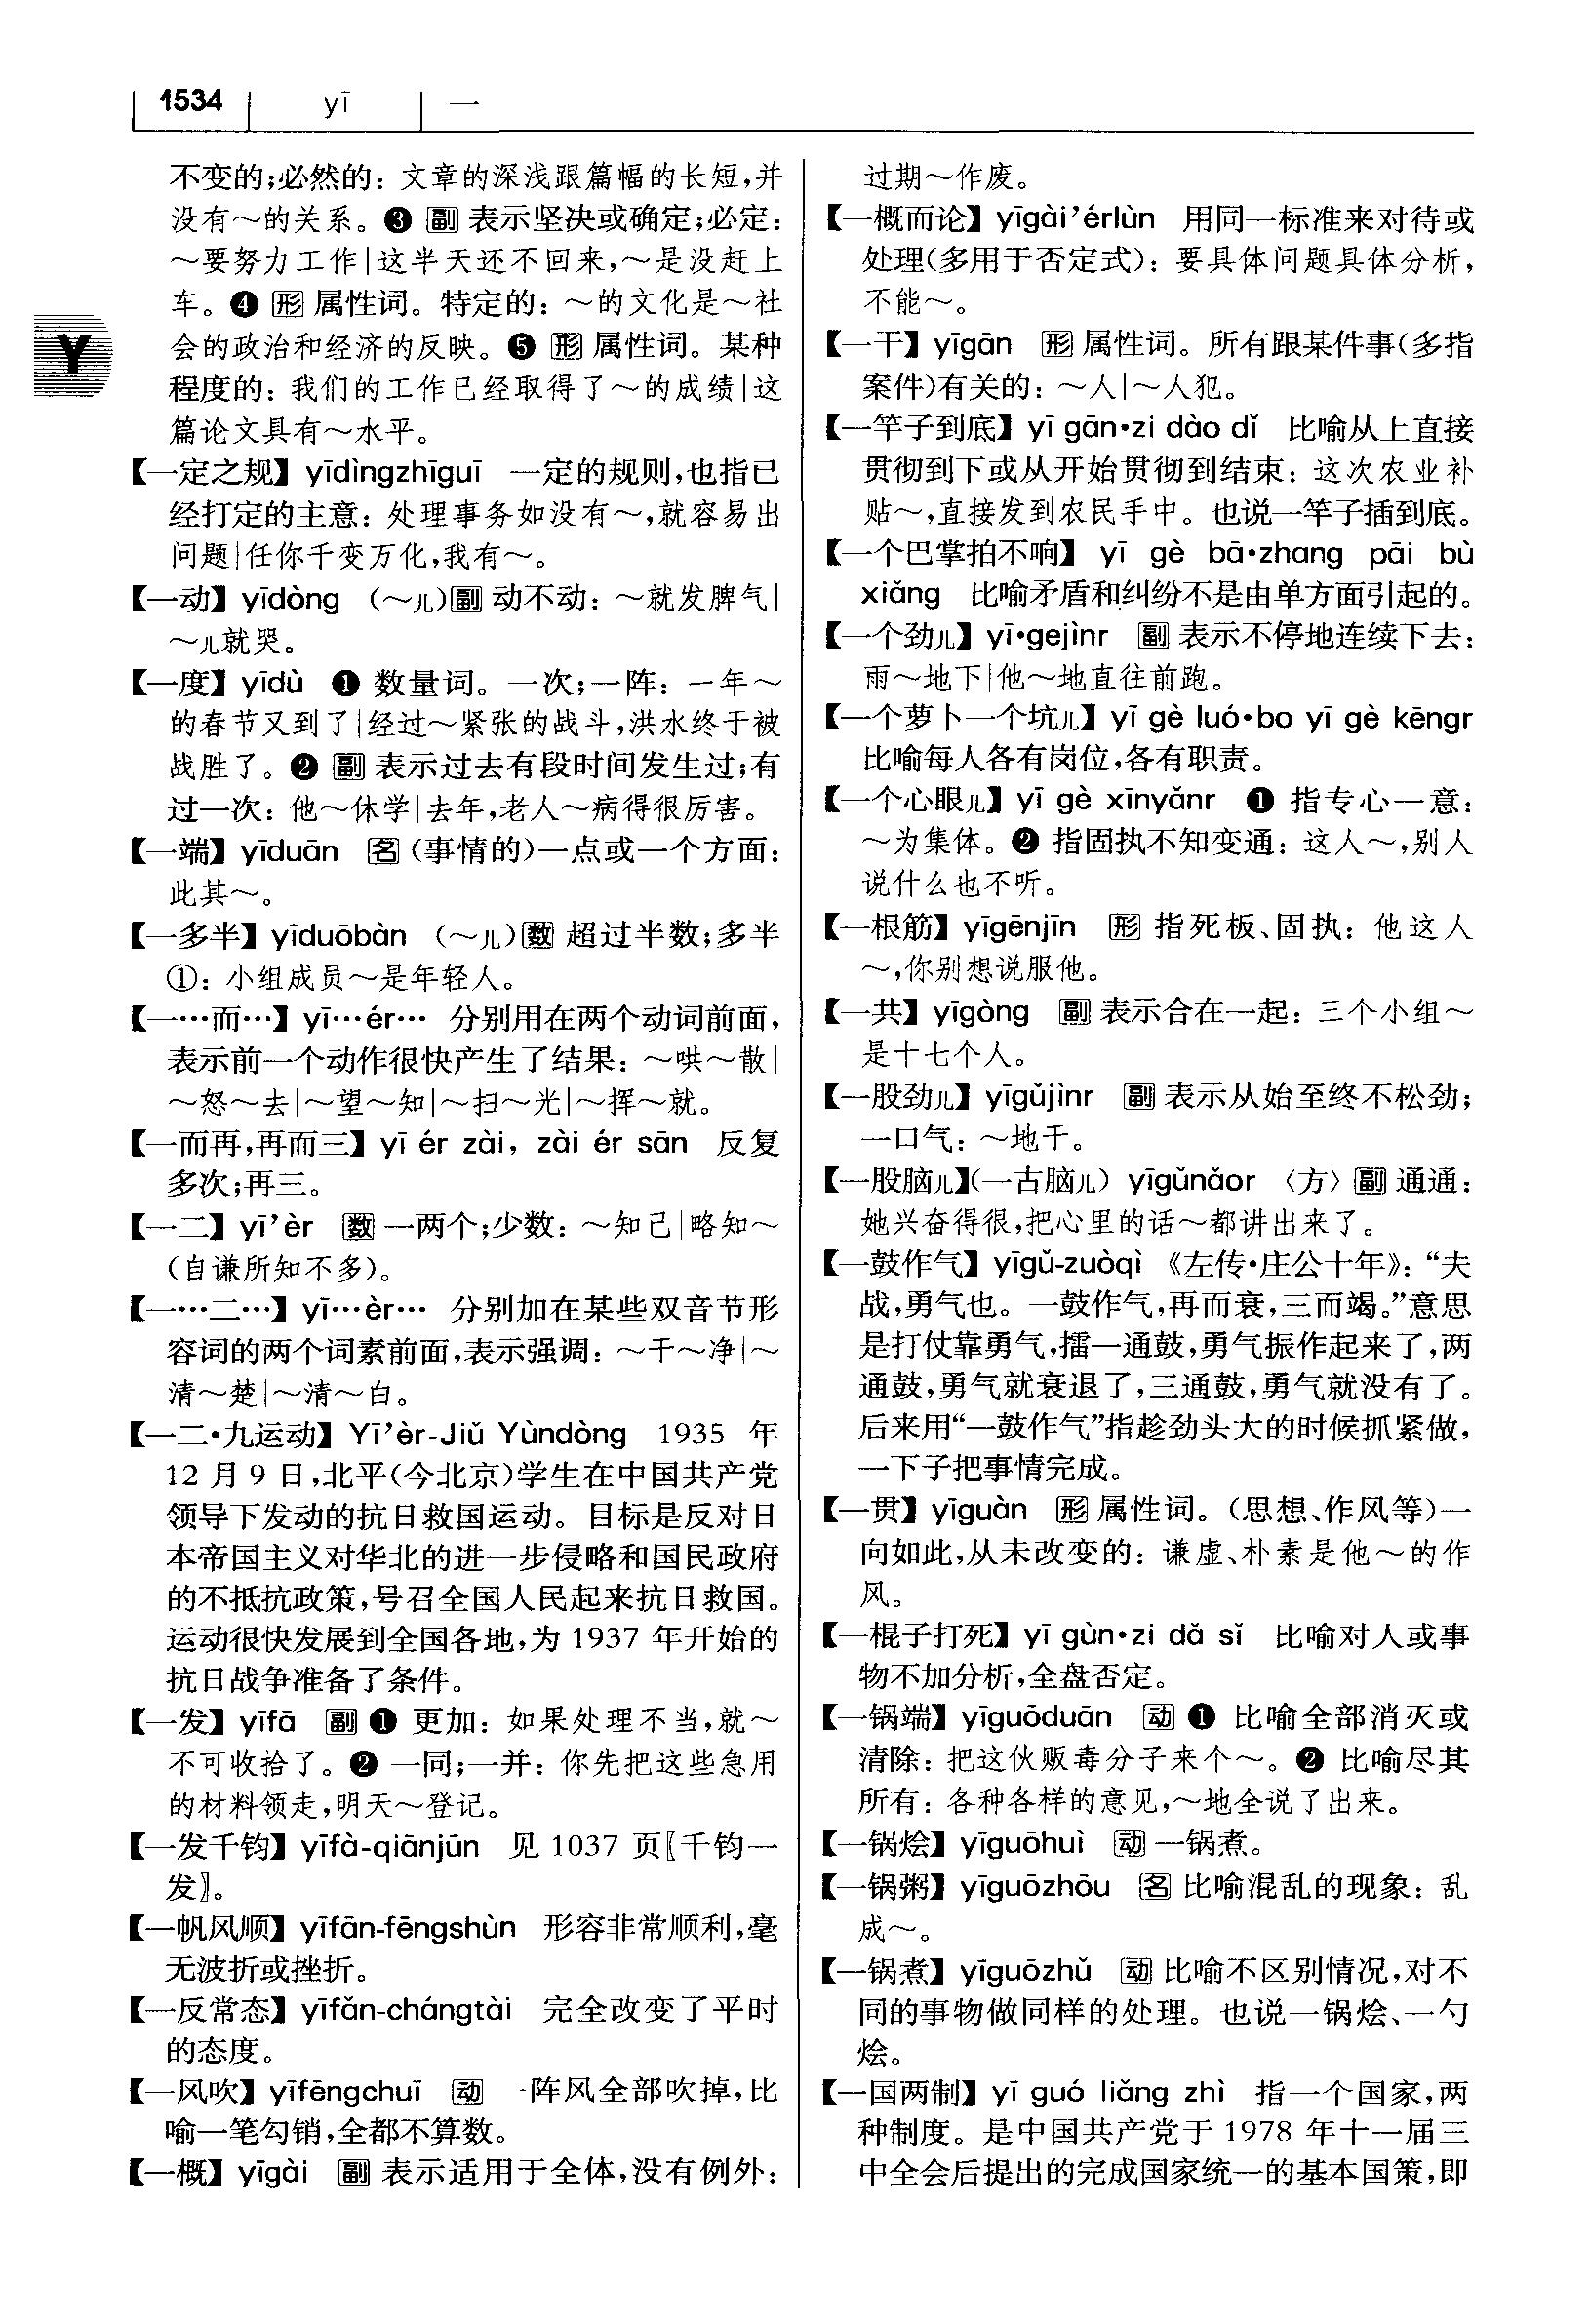 1534 yī 一
Y
不变的;必然的：文章的深浅跟篇幅的长短,并
没有～的关系。❸ 副 表示坚决或确定;必定：
～要努力工作|这半天还不回来,～是没赶上
车。❹ 形 属性词。特定的：～的文化是～社
会的政治和经济的反映。❺ 形 属性词。某种
程度的：我们的工作已经取得了～的成绩|这
篇论文具有～水平。
【一定之规】yīdìngzhīguī 一定的规则,也指已
经打定的主意：处理事务如没有～,就容易出
问题|任你千变万化,我有～。
【一动】yīdòng （～儿）副 动不动：～就发脾气|
～儿就哭。
【一度】yīdù ❶ 数量词。一次;一阵：一年～
的春节又到了|经过～紧张的战斗,洪水终于被
战胜了。❷ 副 表示过去有段时间发生过;有
过一次：他～休学|去年,老人～病得很厉害。
【一端】yīduān 名（事情的）一点或一个方面：
此其～。
【一多半】yīduōbàn （～儿）数 超过半数;多半
①：小组成员～是年轻人。
【一…而…】yī…ér… 分别用在两个动词前面，
表示前一个动作很快产生了结果：～哄～散|
～怒～去|～望～知|～扫～光|～挥～就。
【一而再,再而三】yī ér zài, zài ér sān 反复
多次;再三。
【一二】yī’èr 数 一两个;少数：～知己|略知～
（自谦所知不多）。
【一…二…】yī…èr… 分别加在某些双音节形
容词的两个词素前面,表示强调：～干～净|～
清～楚|～清～白。
【一二·九运动】Yī’èr-Jiǔ Yùndòng 1935 年
12 月 9 日,北平(今北京)学生在中国共产党
领导下发动的抗日救国运动。目标是反对日
本帝国主义对华北的进一步侵略和国民政府
的不抵抗政策,号召全国人民起来抗日救国。
运动很快发展到全国各地,为 1937 年开始的
抗日战争准备了条件。
【一发】yīfā 副 ❶ 更加：如果处理不当,就～
不可收拾了。❷ 一同;一并：你先把这些急用
的材料领走,明天～登记。
【一发千钧】yīfà-qiānjūn 见 1037 页〖千钧一
发〗。
【一帆风顺】yīfān-fēngshùn 形容非常顺利,毫
无波折或挫折。
【一反常态】yīfǎn-chángtài 完全改变了平时
的态度。
【一风吹】yīfēngchuī 动 一阵风全部吹掉,比
喻一笔勾销,全都不算数。
【一概】yīgài 副 表示适用于全体,没有例外：
过期～作废。
【一概而论】yīgài’érlùn 用同一标准来对待或
处理(多用于否定式)：要具体问题具体分析，
不能～。
【一干】yīgān 形 属性词。所有跟某件事(多指
案件)有关的：～人|～人犯。
【一竿子到底】yī gān·zi dào dǐ 比喻从上直接
贯彻到下或从开始贯彻到结束：这次农业补
贴～,直接发到农民手中。也说一竿子插到底。
【一个巴掌拍不响】yī gè bā·zhang pāi bù
xiǎng 比喻矛盾和纠纷不是由单方面引起的。
【一个劲儿】yī·gejìnr 副 表示不停地连续下去：
雨～地下|他～地直往前跑。
【一个萝卜一个坑儿】yī gè luó·bo yī gè kēngr
比喻每人各有岗位,各有职责。
【一个心眼儿】yī gè xīnyǎnr ❶ 指专心一意：
～为集体。❷ 指固执不知变通：这人～,别人
说什么也不听。
【一根筋】yīgēnjīn 形 指死板、固执：他这人
～,你别想说服他。
【一共】yīgòng 副 表示合在一起：三个小组～
是十七个人。
【一股劲儿】yīgǔjìnr 副 表示从始至终不松劲；
一口气：～地干。
【一股脑儿】(一古脑儿）yīgǔnǎor 〈方〉副 通通：
她兴奋得很,把心里的话～都讲出来了。
【一鼓作气】yīgǔ-zuòqì 《左传·庄公十年》：“夫
战,勇气也。一鼓作气,再而衰,三而竭。”意思
是打仗靠勇气,擂一通鼓,勇气振作起来了,两
通鼓,勇气就衰退了,三通鼓,勇气就没有了。
后来用“一鼓作气”指趁劲头大的时候抓紧做，
一下子把事情完成。
【一贯】yīguàn 形 属性词。(思想、作风等)一
向如此,从未改变的：谦虚、朴素是他～的作
风。
【一棍子打死】yī gùn·zi dǎ sǐ 比喻对人或事
物不加分析,全盘否定。
【一锅端】yīguōduān 动 ❶ 比喻全部消灭或
清除：把这伙贩毒分子来个～。❷ 比喻尽其
所有：各种各样的意见,～地全说了出来。
【一锅烩】yīguōhuì 动 一锅煮。
【一锅粥】yīguōzhōu 名 比喻混乱的现象：乱
成～。
【一锅煮】yīguōzhǔ 动 比喻不区别情况,对不
同的事物做同样的处理。也说一锅烩、一勺
烩。
【一国两制】yī guó liǎng zhì 指一个国家,两
种制度。是中国共产党于 1978 年十一届三
中全会后提出的完成国家统一的基本国策,即